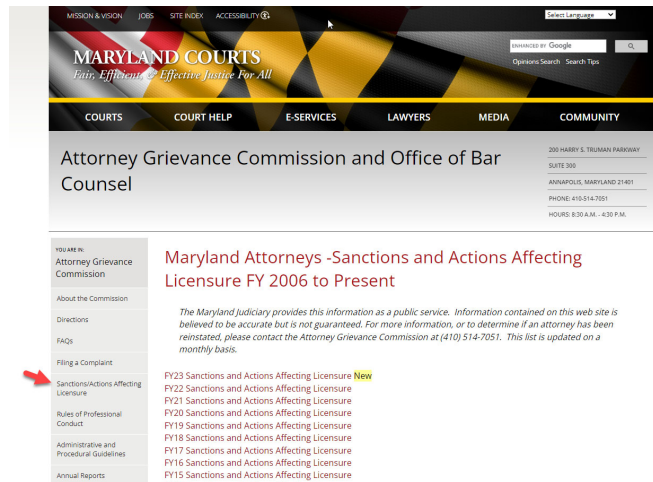 MISSION & VISION JOBS SITE INDEX ACCESSIBILITY
Select Language
MARYLAND COURTS
Fair, Efficient, & Effective Justice For All
ENHANCED BY Google
Opinions Search Search Tips
COURTS COURT HELP E-SERVICES LAWYERS MEDIA COMMUNITY
Attorney Grievance Commission and Office of Bar
Counsel
200 HARRY S. TRUMAN PARKWAY
SUITE 300
ANNAPOLIS, MARYLAND 21401
PHONE: 410-514-7051
HOURS: 8:30 A.M. - 4:30 P.M.
YOU ARE IN:
Attorney Grievance
Commission
About the Commission
Directions
FAQs
Filing a Complaint
Sanctions/Actions Affecting
Licensure
Rules of Professional
Conduct
Administrative and
Procedural Guidelines
Annual Reports
Maryland Attorneys -Sanctions and Actions Affecting
Licensure FY 2006 to Present
The Maryland Judiciary provides this information as a public service. Information contained on this web site is
believed to be accurate but is not guaranteed. For more information, or to determine if an attorney has been
reinstated, please contact the Attorney Grievance Commission at (410) 514-7051. This list is updated on a
monthly basis.
FY23 Sanctions and Actions Affecting Licensure New
FY22 Sanctions and Actions Affecting Licensure
FY21 Sanctions and Actions Affecting Licensure
FY20 Sanctions and Actions Affecting Licensure
FY19 Sanctions and Actions Affecting Licensure
FY18 Sanctions and Actions Affecting Licensure
FY17 Sanctions and Actions Affecting Licensure
FY16 Sanctions and Actions Affecting Licensure
FY15 Sanctions and Actions Affecting Licensure